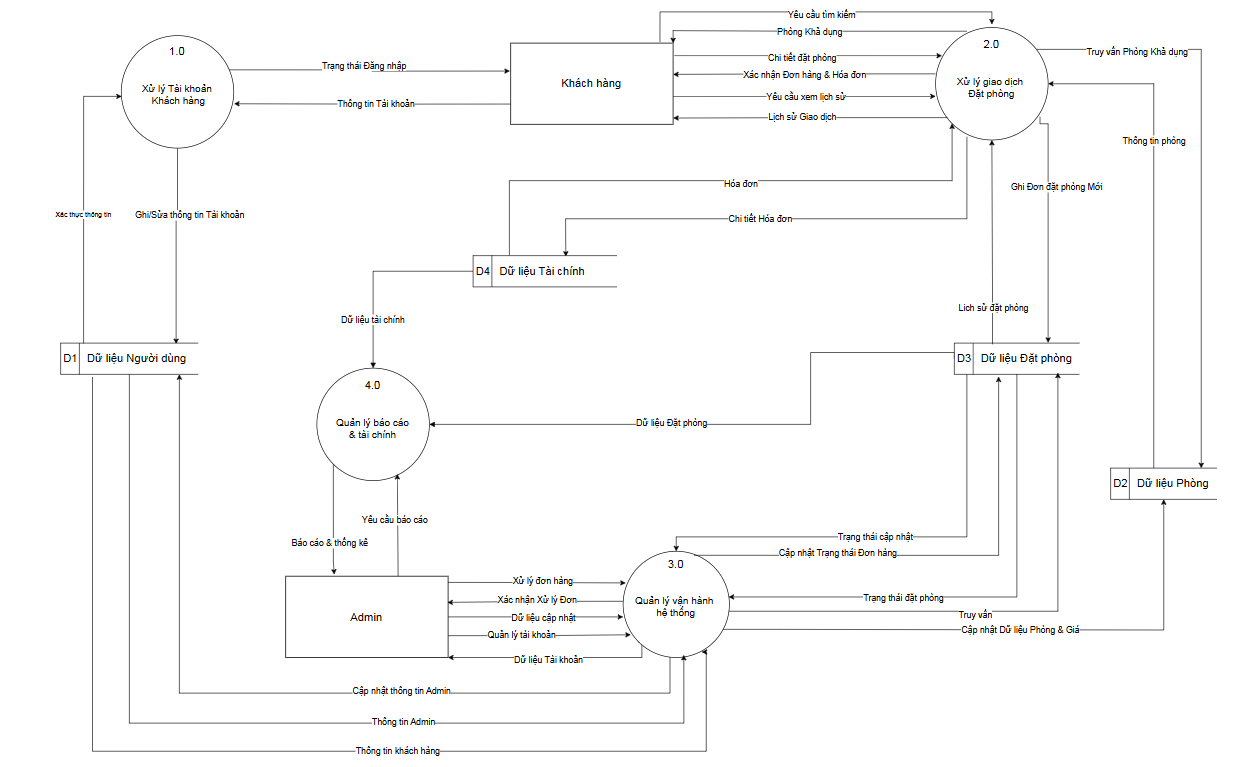 Yêu cầu tìm kiếm
Phòng Khả dụng
1.0
Xử lý Tài khoản
Khách hàng
Trạng thái Đăng nhập
Thông tin Tài khoản
Khách hàng
Chi tiết đặt phòng
Xác nhận Đơn hàng & Hóa đơn
Yêu cầu xem lịch sử
Lịch sử Giao dịch
2.0
Xử lý giao dịch
Đặt phòng
Truy vấn Phòng Khả dụng
Thông tin phòng
Xác thực thông tin
Ghi/Sửa thông tin Tài khoản
Hóa đơn
Chi tiết Hóa đơn
Ghi Đơn đặt phòng Mới
D4
Dữ liệu Tài chính
Dữ liệu tài chính
Lich sử đặt phòng
D1
Dữ liệu Người dùng
D3
Dữ liệu Đặt phòng
4.0
Quản lý báo cáo
& tài chính
Dữ liệu Đặt phòng
D2
Dữ liệu Phòng
Yêu cầu báo cáo
Báo cáo & thống kê
Trạng thái cập nhật
Cập nhật Trạng thái Đơn hàng
3.0
Quản lý vận hành
hệ thống
Admin
Xử lý đơn hàng
Xác nhận Xử lý Đơn
Dữ liệu cập nhật
Quản lý tài khoản
Dữ liệu Tài khoản
Trạng thái đặt phòng
Truy vấn
Cập nhật Dữ liệu Phòng & Giá
Cập nhật thông tin Admin
Thông tin Admin
Thông tin khách hàng